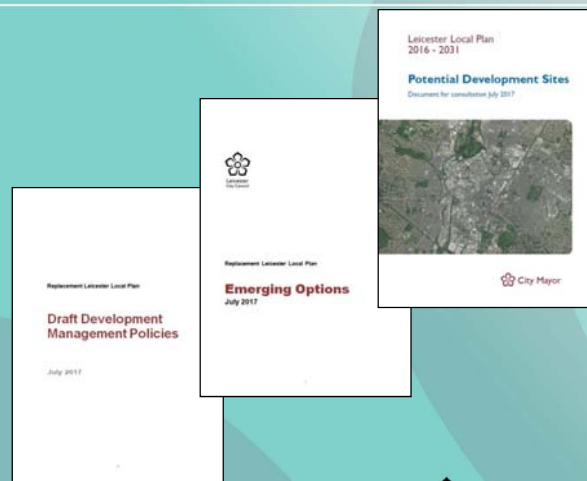 Leicester Local Plan
2016 - 2031
Potential Development Sites
Document for consultation July 2017
City Mayor
Leicester
City Council
Replacement Leicester Local Plan
Emerging Options
July 2017
Replacement Leicester Local Plan
Draft Development
Management Policies
July 2017